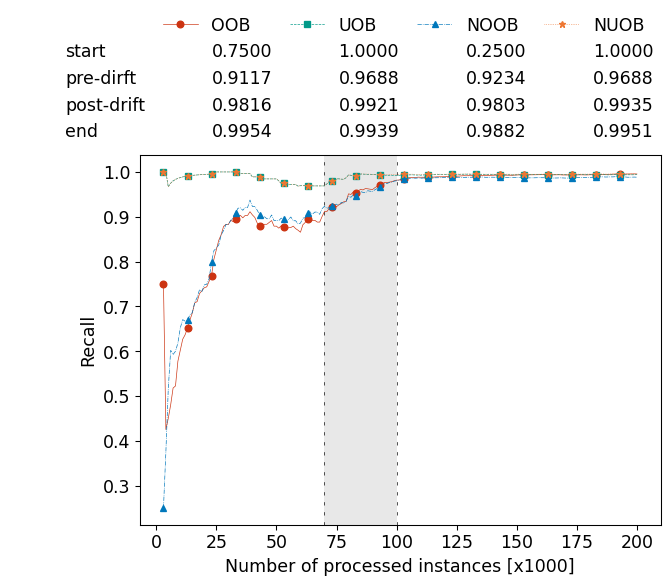 OOB UOB NOOB NUOB
start 0.7500 1.0000 0.2500 1.0000
pre-dirft 0.9117 0.9688 0.9234 0.9688
post-drift 0.9816 0.9921 0.9803 0.9935
end 0.9954 0.9939 0.9882 0.9951
1.0
0.9
0.8
0.7
0.6
0.5
0.4
0.3
Recall
0 25 50 75 100 125 150 175 200
Number of processed instances [x1000]